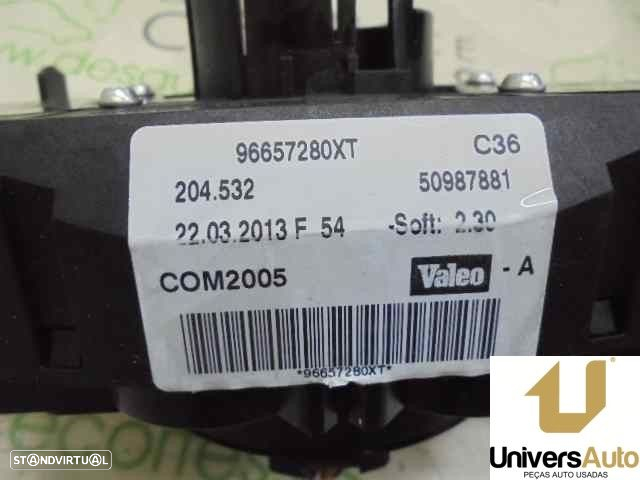 96657280XT C36
204.532 50987881
22.03.2013 F 54 -Soft: 2.30
COM2005 Valeo - A
*96657280XT*
UniversAuto
PEÇAS AUTO USADAS
STANDVIRTUAL